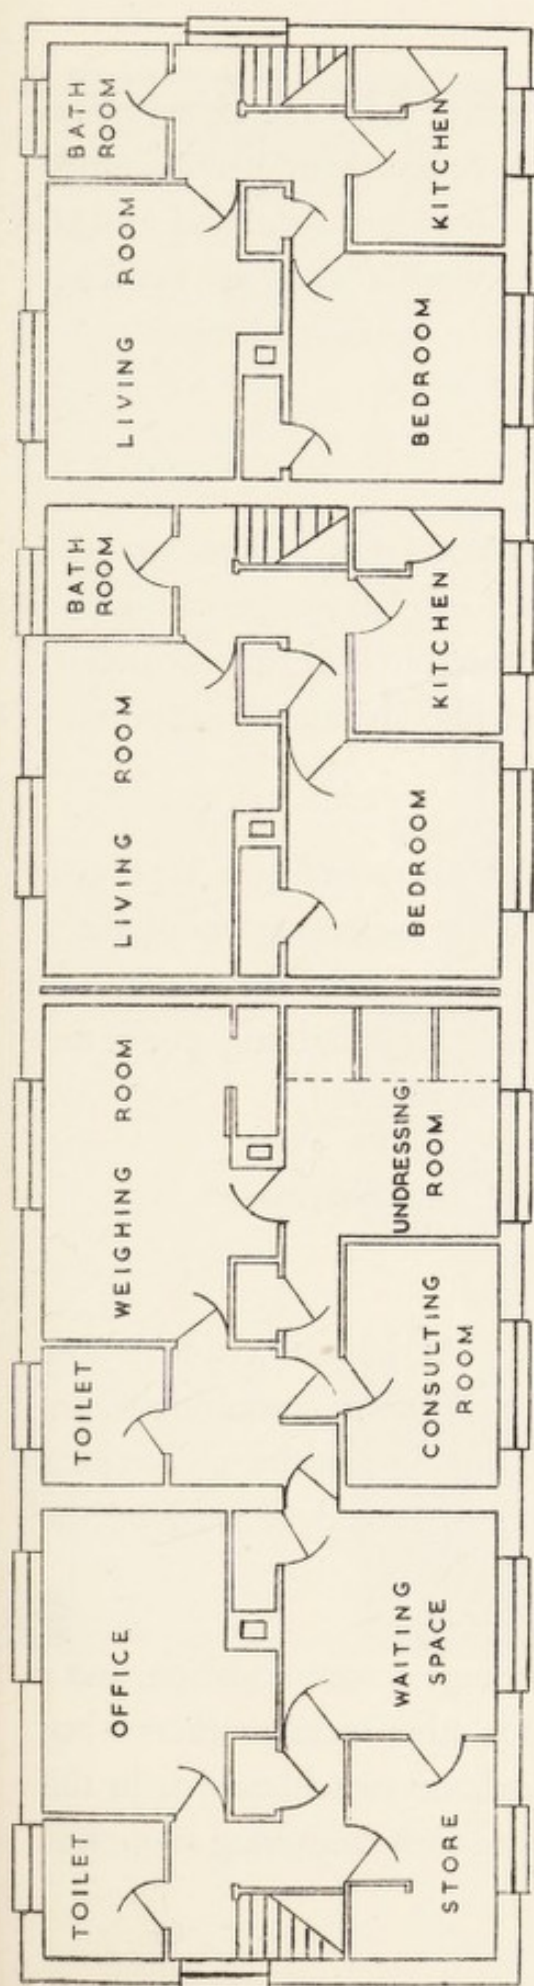 BATH
ROOM
KITCHEN
LIVING ROOM
BEDROOM
BATH
ROOM
KITCHEN
LIVING ROOM
BEDROOM
WEIGHING ROOM
UNDRESSING
ROOM
TOILET
CONSULTING
ROOM
OFFICE
WAITING
SPACE
TOILET
STORE